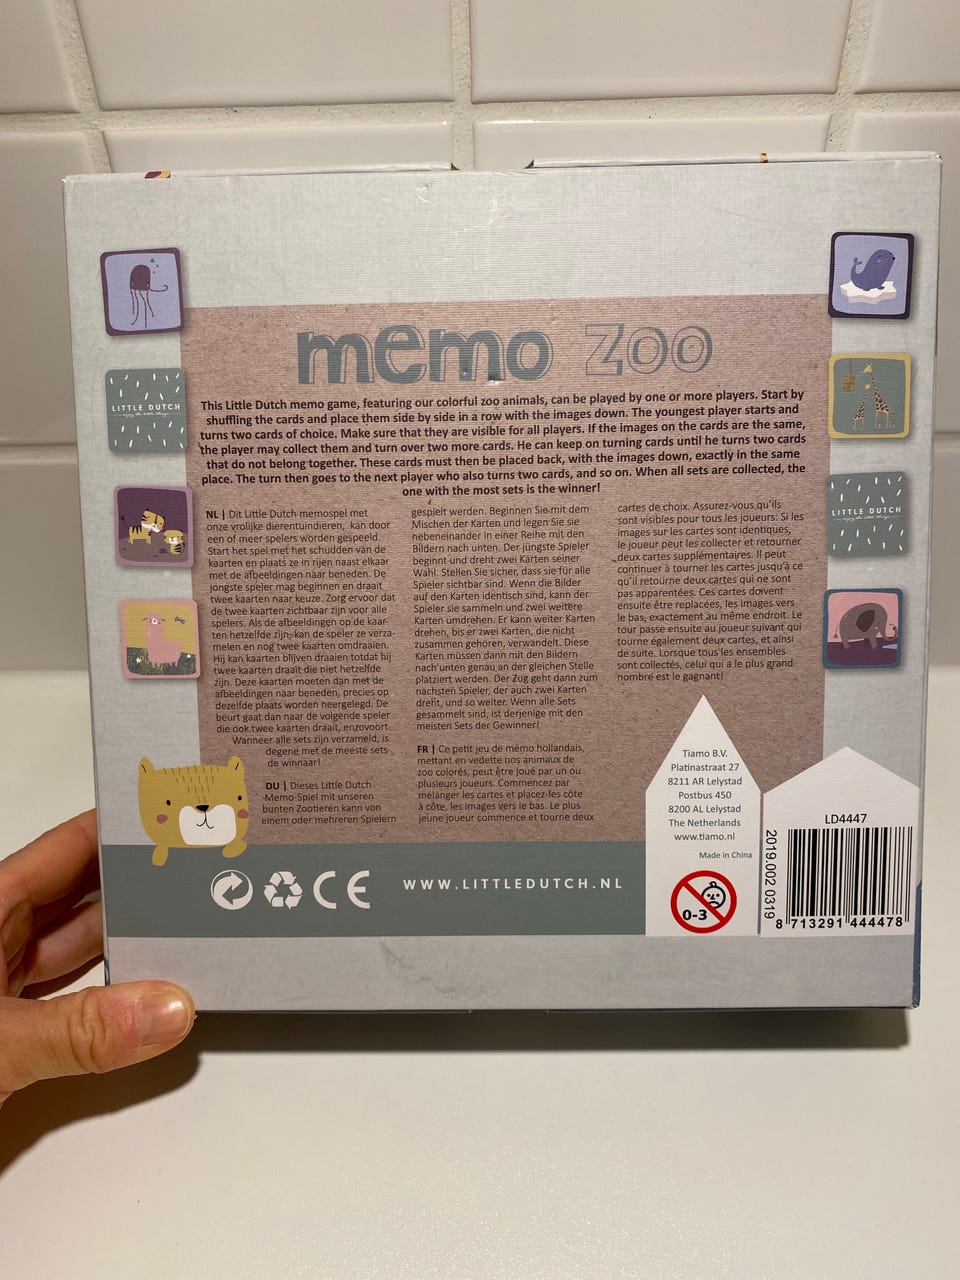 memo Zoo
This Little Dutch memo game, featuring our colorful zoo animals, can be played by one or more players. Start by
shuffling the cards and place them side by side in a row with the images down. The youngest player starts and
turns two cards of choice. Make sure that they are visible for all players. If the images on the cards are the same,
the player may collect them and turn over two more cards. He can keep on turning cards until he turns two cards
that do not belong together. These cards must then be placed back, with the images down, exactly in the same
place. The turn then goes to the next player who also turns two cards, and so on. When all sets are collected, the
one with the most sets is the winner!
NL | Dit Little Dutch memospel met
onze vrolijke dierentuindieren, kan door
een of meer spelers worden gespeeld.
Start het spel met het schudden van de
kaarten en plaats ze in rijen naast elkaar
met de afbeeldingen naar beneden. De
jongste speler mag beginnen en draait
twee kaarten naar keuze. Zorg ervoor dat
de twee kaarten zichtbaar zijn voor alle
spelers. Als de afbeeldingen op de kaar-
ten hetzelfde zijn, kan de speler ze verza-
melen en nog twee kaarten omdraaien.
Hij kan kaarten blijven draaien totdat hij
twee kaarten draait die niet hetzelfde
zijn. Deze kaarten moeten dan met de
afbeeldingen naar beneden, precies op
dezelfde plaats worden neergelegd. De
beurt gaat dan naar de volgende speler
die ook twee kaarten draait, enzovoort.
Wanneer alle sets zijn verzameld, is
degene met de meeste sets
de winnaar!
DU | Dieses Little Dutch
Memo-Spiel mit unseren
bunten Zootieren kann von
einem oder mehreren Spielern
gespielt werden. Beginnen Sie mit dem
Mischen der Karten und legen Sie sie
nebeneinander in einer Reihe mit den
Bildern nach unten. Der jüngste Spieler
beginnt und dreht zwei Karten seiner
Wahl. Stellen Sie sicher, dass sie für alle
Spieler sichtbar sind. Wenn die Bilder
auf den Karten identisch sind, kann der
Spieler sie sammeln und zwei weitere
Karten umdrehen. Er kann weiter Karten
drehen, bis er zwei Karten, die nicht
zusammen gehören, verwandelt. Diese
Karten müssen dann mit den Bildern
nach unten genau an der gleichen Stelle
platziert werden. Der Zug geht dann zum
nächsten Spieler, der auch zwei Karten
dreht, und so weiter. Wenn alle Sets
gesammelt sind, ist derjenige mit den
meisten Sets der Gewinner!
FR | Ce petit jeu de mémo hollandais,
mettant en vedette nos animaux de
zoo colorés, peut être joué par un ou
plusieurs joueurs. Commencez par
mélanger les cartes et placez-les côte
à côte, les images vers le bas. Le plus
jeune joueur commence et tourne deux
cartes de choix. Assurez-vous qu'ils
sont visibles pour tous les joueurs. Si les
images sur les cartes sont identiques,
le joueur peut les collecter et retourner
deux cartes supplémentaires. Il peut
continuer à tourner les cartes jusqu'à ce
qu'il retourne deux cartes qui ne sont
pas apparentées. Ces cartes doivent
ensuite être replacées, les images vers
le bas, exactement au même endroit. Le
tour passe ensuite au joueur suivant qui
tourne également deux cartes, et ainsi
de suite. Lorsque tous les ensembles
sont collectés, celui qui a le plus grand
nombre est le gagnant!
LITTLE DUTCH
LITTLE DUTCH
Tiamo B.V.
Platinastraat 27
8211 AR Lelystad
Postbus 450
8200 AL Lelystad
The Netherlands
www.tiamo.nl
Made in China
0-3
CE
WWW.LITTLEDUTCH.NL
LD4447
2019.002 0319
8 713291 444478